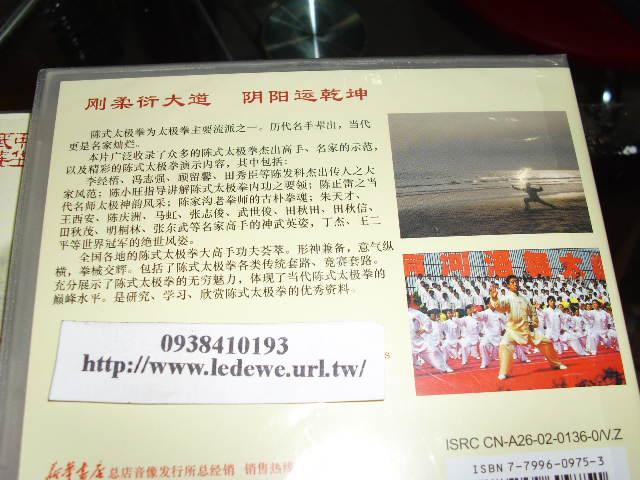 刚柔衍大道 阴阳运乾坤
陈式太极拳为太极拳主要流派之一。历代名手辈出，当代
更是名家灿烂。
本片广泛收录了众多的陈式太极拳杰出高手、名家的示范，
以及精彩的陈式太极拳演示内容，其中包括：
李经梧、冯志强、顾留馨、田秀臣等陈发科杰出传人之大
家风范；陈小旺指导讲解陈式太极拳内功之要领；陈正雷之当
代名师太极神韵风采；陈家沟老拳师的古朴拳魂；朱天才、
王西安、陈庆洲、马虹、张志俊、武世俊、田秋田、田秋信、
田秋茂、明桐林、张东武等名家高手的神武英姿，丁杰、王二
平等世界冠军的绝世风姿。
全国各地的陈式太极拳大高手功夫荟萃。形神兼备，意气纵
横，拳械交辉。包括了陈式太极拳各类传统套路、竞赛套路。
充分展示了陈式太极拳的无穷魅力，体现了当代陈式太极拳的
巅峰水平。是研究、学习、欣赏陈式太极拳的优秀资料。
0938410193
http://www.ledewe.url.tw/
ISRC CN-A26-02-0136-0/V.Z
新华书店总店音像发行所总经销 销售热线
ISBN 7-7996-0975-3